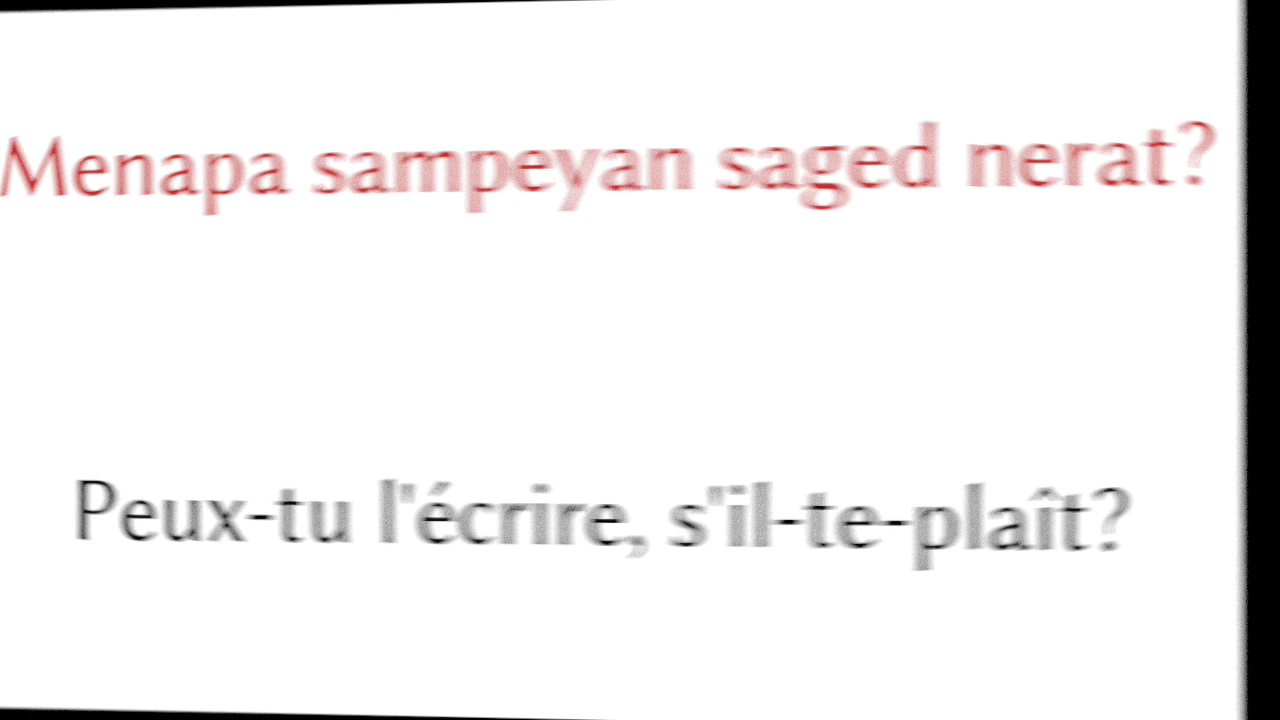 Menapa sampeyan saged nerat?
Peux-tu l'écrire, s'il-te-plaît?